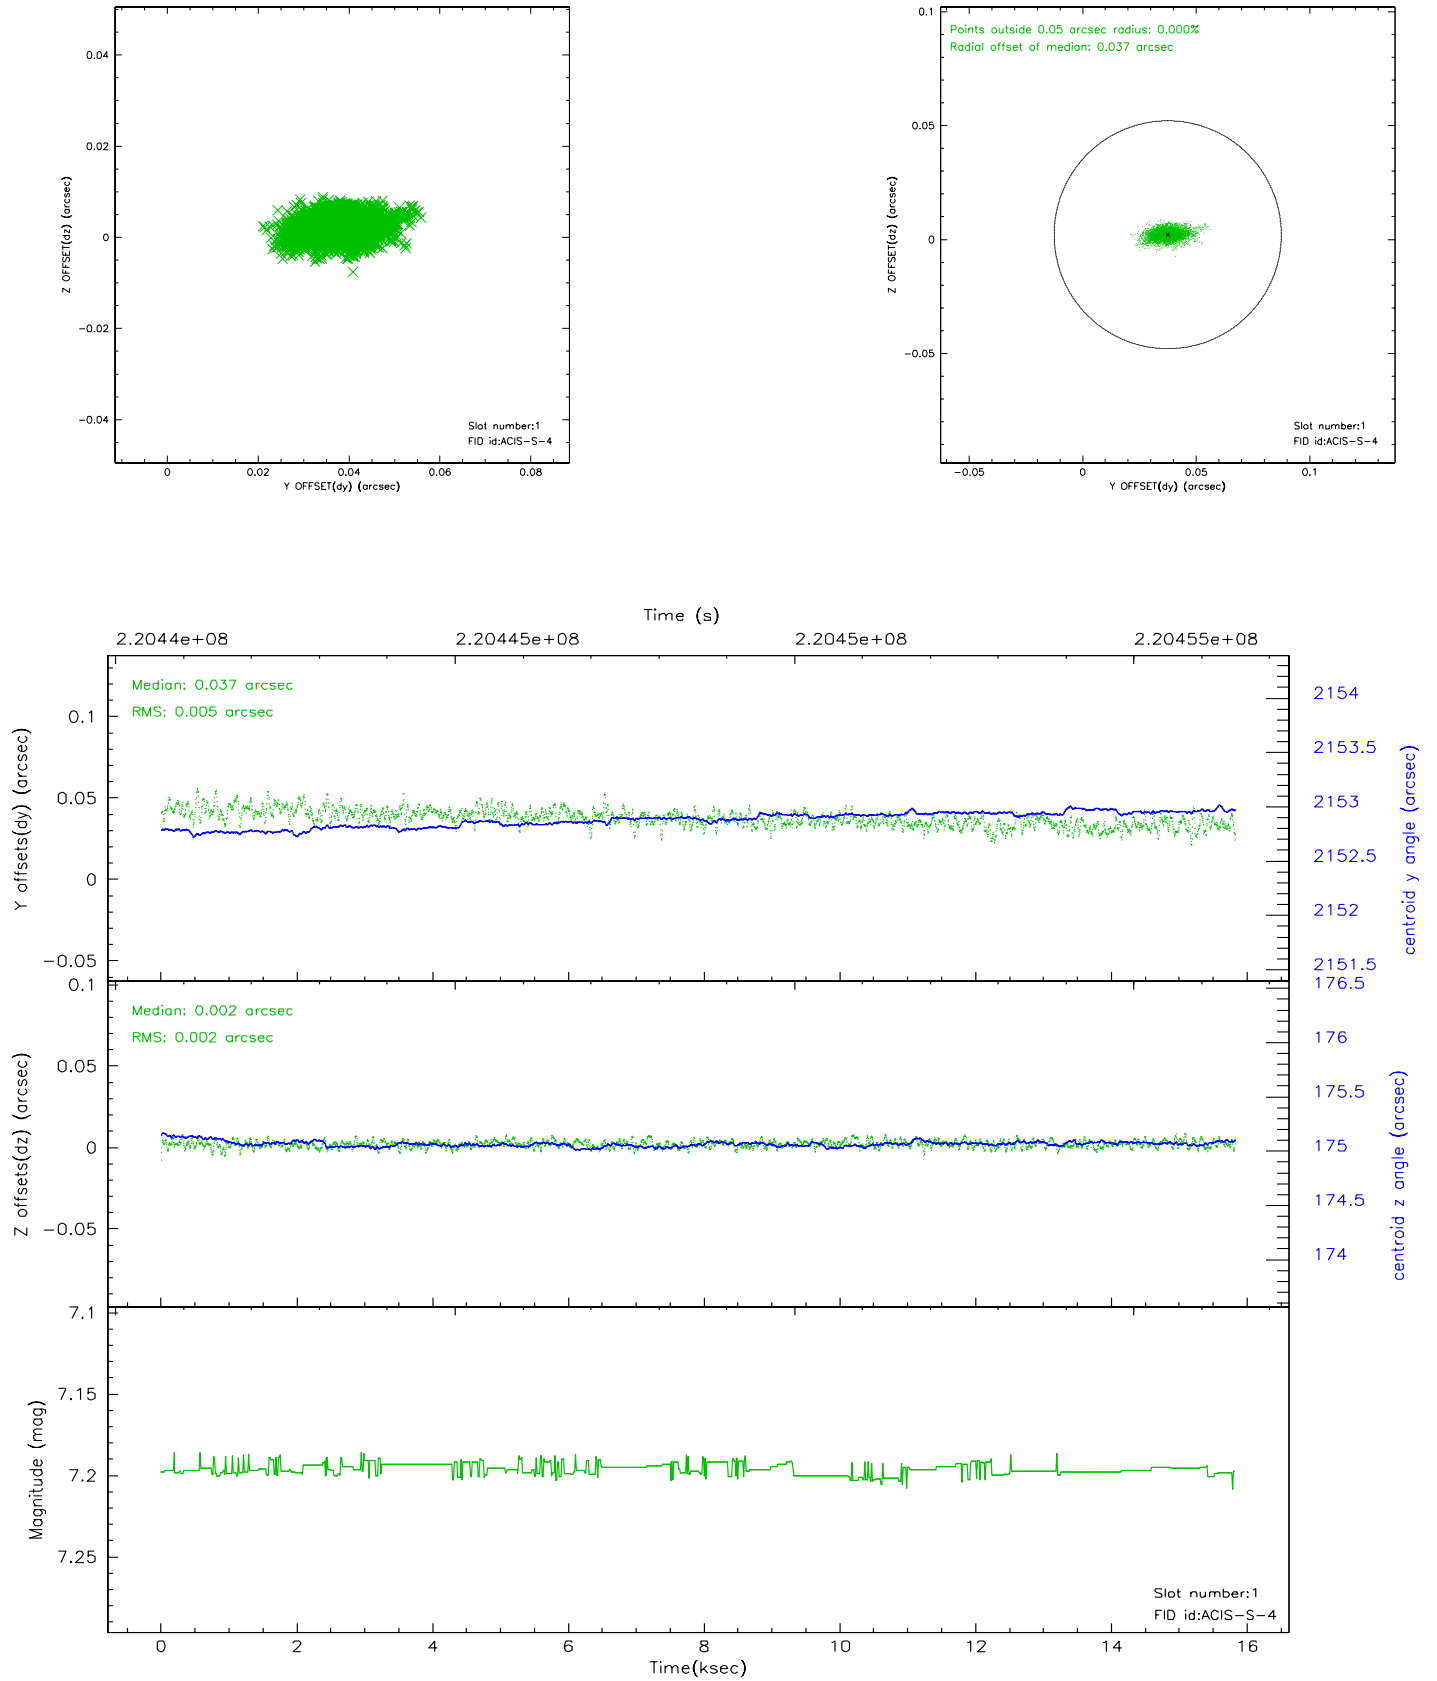 0.04
0.02
0
−0.02
−0.04
Z OFFSET(dz) (arcsec)
Slot number:1
FID id:ACIS−S−4
0 0.02 0.04 0.06 0.08
Y OFFSET(dy) (arcsec)
Points outside 0.05 arcsec radius: 0.000%
Radial offset of median: 0.037 arcsec
0.1
0.05
0
−0.05
Z OFFSET(dz) (arcsec)
Slot number:1
FID id:ACIS−S−4
−0.05 0 0.05 0.1
Y OFFSET(dy) (arcsec)
Time (s)
2.2044e+08 2.20445e+08 2.2045e+08 2.20455e+08
Median: 0.037 arcsec
RMS: 0.005 arcsec
0.1
0.05
0
−0.05
Y offsets(dy) (arcsec)
2154
2153.5
2153
2152.5
2152
2151.5
centroid y angle (arcsec)
Median: 0.002 arcsec
RMS: 0.002 arcsec
0.1
0.05
0
−0.05
Z offsets(dz) (arcsec)
176.5
176
175.5
175
174.5
174
centroid z angle (arcsec)
7.1
7.15
7.2
7.25
Magnitude (mag)
Slot number:1
FID id:ACIS−S−4
0 2 4 6 8 10 12 14 16
Time(ksec)